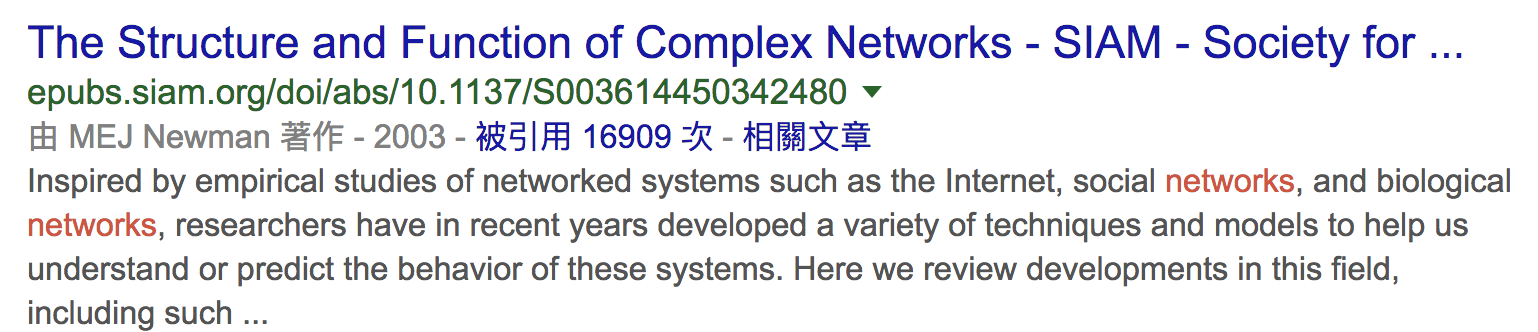 The Structure and Function of Complex Networks - SIAM - Society for ...
epubs.siam.org/doi/abs/10.1137/S003614450342480
由 MEJ Newman 著作 - 2003 - 被引用 16909 次 - 相關文章
Inspired by empirical studies of networked systems such as the Internet, social networks, and biological
networks, researchers have in recent years developed a variety of techniques and models to help us
understand or predict the behavior of these systems. Here we review developments in this field,
including such ...